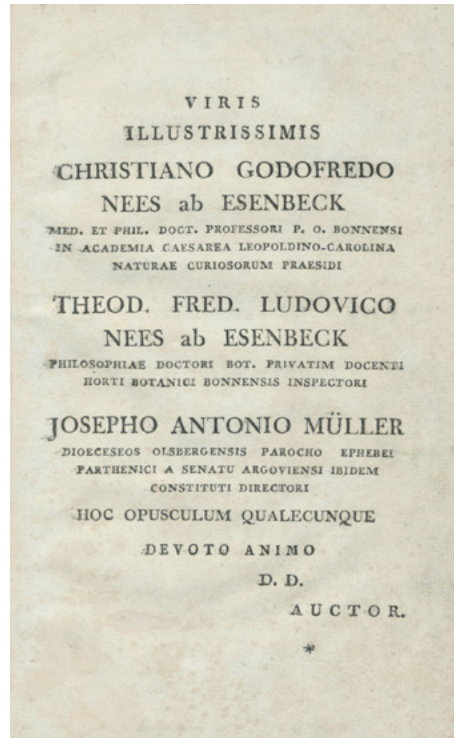 VIRIS
ILLUSTRISSIMIS
CHRISTIANO GODOFREDO
NEES ab ESENBECK
MED. ET PHIL. DOCT. PROFESSORI P. O. BONNENSI
IN ACADEMIA CAESAREA LEOPOLDINO-CAROLINA
NATURAE CURIOSORUM PRAESIDI
THEOD. FRED. LUDOVICO
NEES ab ESENBECK
PHILOSOPHIAE DOCTORI BOT. PRIVATIM DOCENTI
HORTI BOTANICI BONNENSIS INSPECTORI
JOSEPHO ANTONIO MÜLLER
DIOECESEOS OLSBERGENSIS PAROCHO EPHEBEI
PARTHENICI A SENATU ARGOVIENSI IBIDEM
CONSTITUTI DIRECTORI
HOC OPUSCULUM QUALECUNQUE
DEVOTO ANIMO
D. D.
AUCTOR.
*